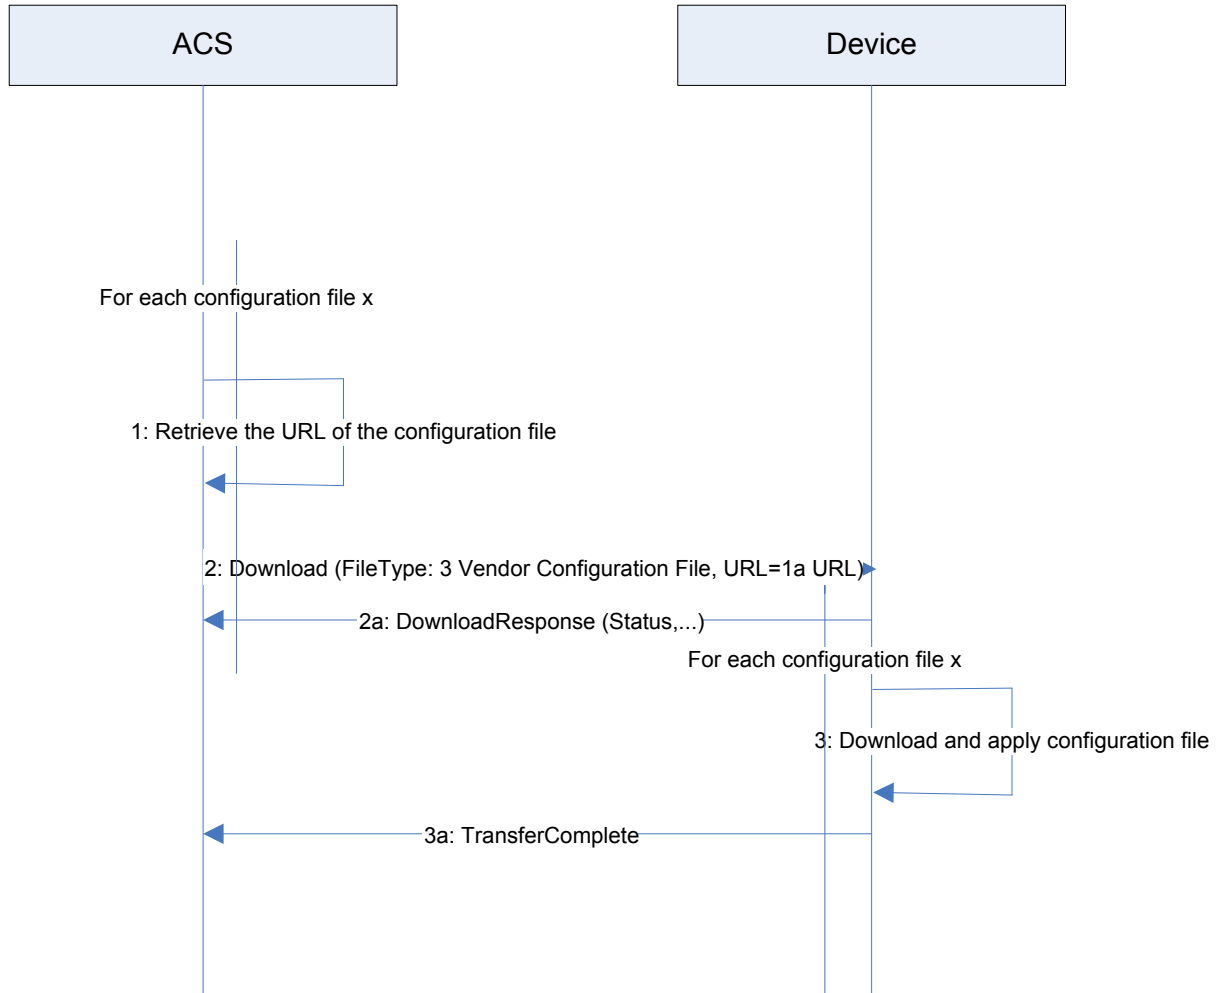 ACS
Device
For each configuration file x
1: Retrieve the URL of the configuration file
2: Download (FileType: 3 Vendor Configuration File, URL=1a URL)
2a: DownloadResponse (Status,...)
For each configuration file x
3: Download and apply configuration file
3a: TransferComplete